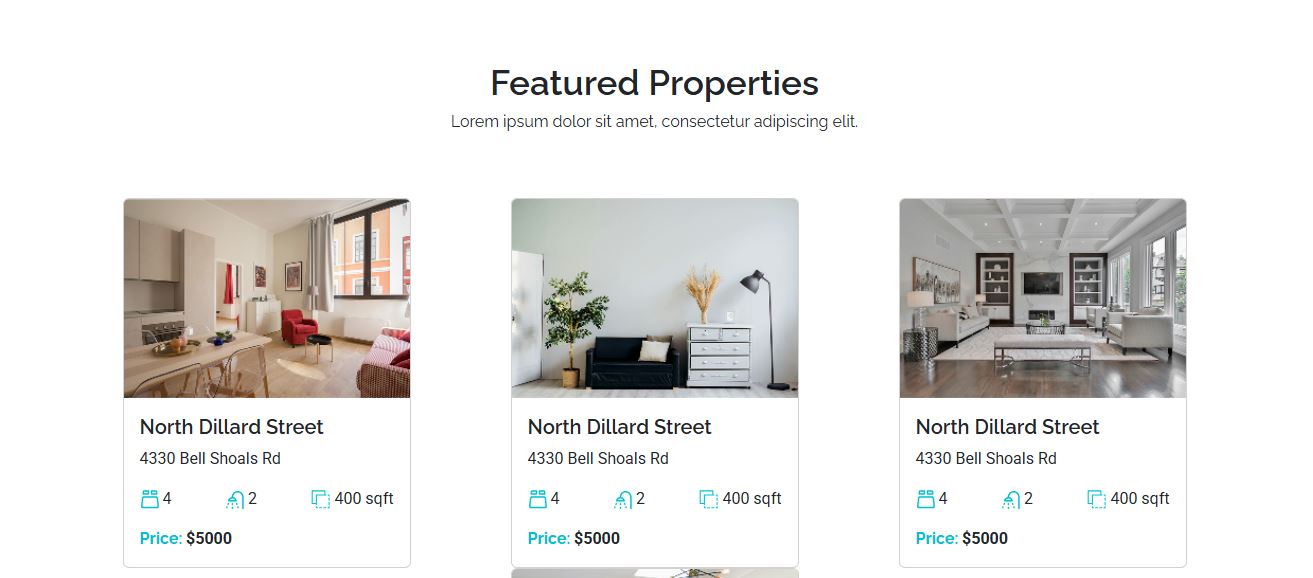 Featured Properties
Lorem ipsum dolor sit amet, consectetur adipiscing elit.
North Dillard Street
4330 Bell Shoals Rd
4 2 400 sqft
Price: $5000
North Dillard Street
4330 Bell Shoals Rd
4 2 400 sqft
Price: $5000
North Dillard Street
4330 Bell Shoals Rd
4 2 400 sqft
Price: $5000